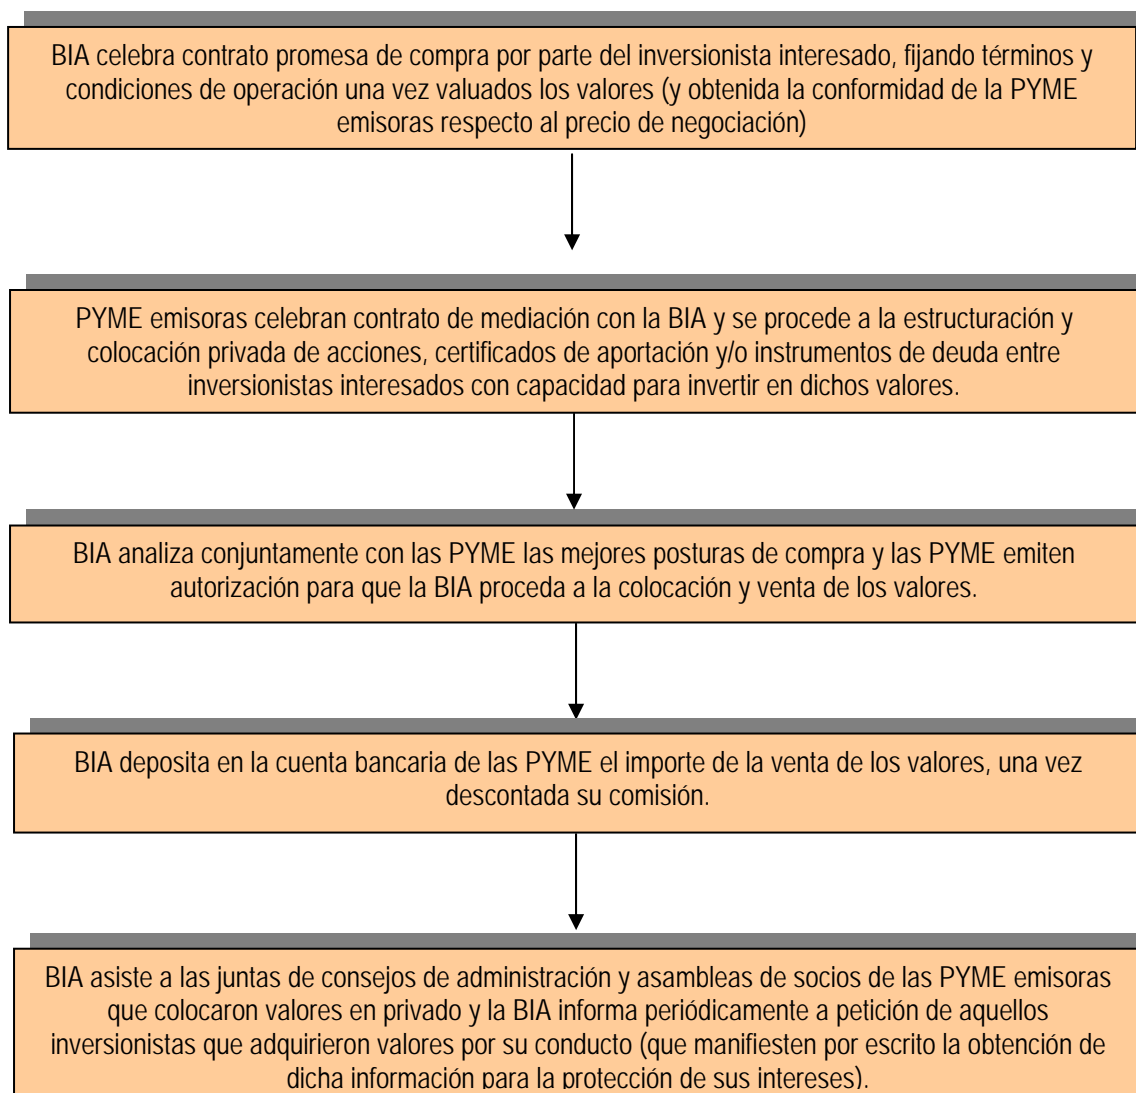 BIA celebra contrato promesa de compra por parte del inversionista interesado, fijando términos y
condiciones de operación una vez valuados los valores (y obtenida la conformidad de la PYME
emisoras respecto al precio de negociación)
PYME emisoras celebran contrato de mediación con la BIA y se procede a la estructuración y
colocación privada de acciones, certificados de aportación y/o instrumentos de deuda entre
inversionistas interesados con capacidad para invertir en dichos valores.
BIA analiza conjuntamente con las PYME las mejores posturas de compra y las PYME emiten
autorización para que la BIA proceda a la colocación y venta de los valores.
BIA deposita en la cuenta bancaria de las PYME el importe de la venta de los valores, una vez
descontada su comisión.
BIA asiste a las juntas de consejos de administración y asambleas de socios de las PYME emisoras
que colocaron valores en privado y la BIA informa periódicamente a petición de aquellos
inversionistas que adquirieron valores por su conducto (que manifiesten por escrito la obtención de
dicha información para la protección de sus intereses).